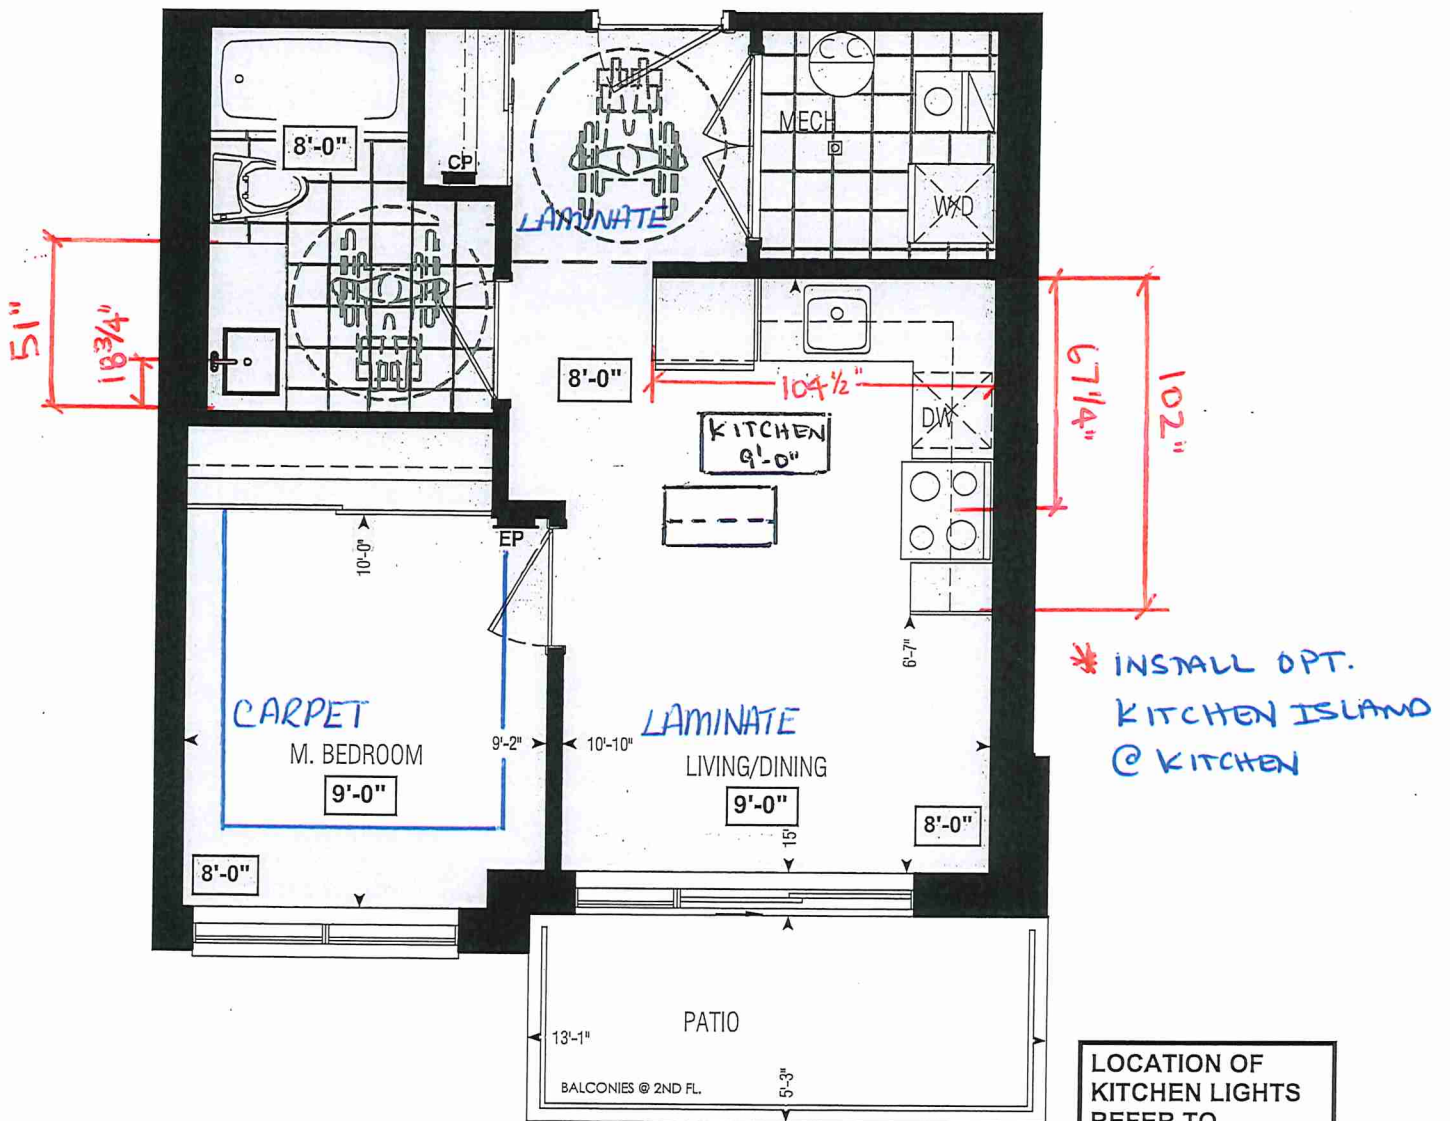 C C
MECH
8'-0"
CP
W/D
LAMINATE
51"
18 3/4"
8'-0"
104 1/2"
DW
67 1/4"
102"
KITCHEN
9'-0"
EP
10'-0"
6'-7"
* INSTALL OPT.
KITCHEN ISLAND
@ KITCHEN
CARPET
M. BEDROOM
9'-0"
9'-2"
10'-10"
LAMINATE
LIVING/DINING
9'-0"
15'
8'-0"
8'-0"
PATIO
13'-1"
5'-3"
BALCONIES @ 2ND FL.
LOCATION OF
KITCHEN LIGHTS
REFER TO